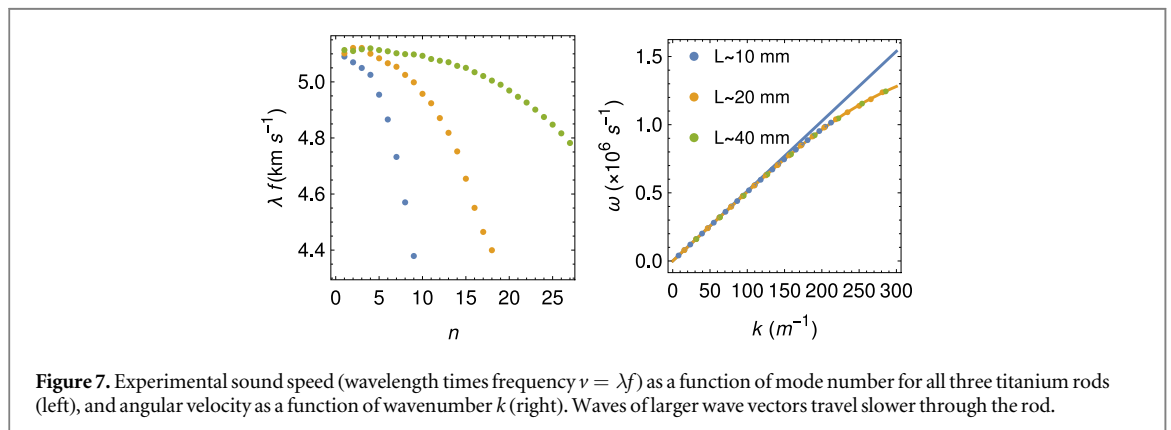 5.0
4.8
4.6
4.4
λ f(km s⁻¹)
0 5 10 15 20 25
n
1.5
1.0
0.5
0.0
ω (×10⁶ s⁻¹)
L~10 mm
L~20 mm
L~40 mm
0 50 100 150 200 250 300
k (m⁻¹)
Figure 7. Experimental sound speed (wavelength times frequency v = λf) as a function of mode number for all three titanium rods
(left), and angular velocity as a function of wavenumber k (right). Waves of larger wave vectors travel slower through the rod.